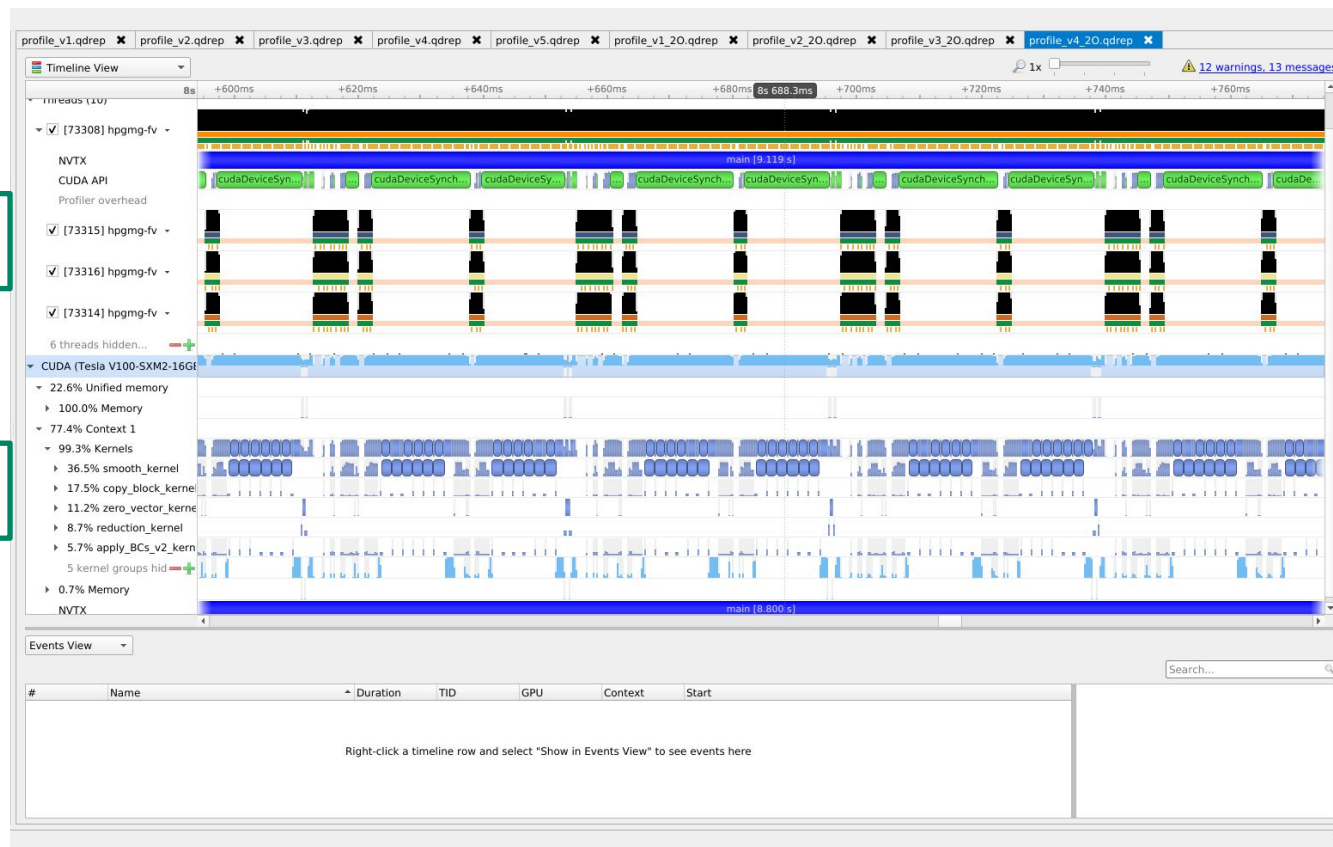 profile_v1.qdrep ✖ profile_v2.qdrep ✖ profile_v3.qdrep ✖ profile_v4.qdrep ✖ profile_v5.qdrep ✖ profile_v1_2O.qdrep ✖ profile_v2_2O.qdrep ✖ profile_v3_2O.qdrep ✖ profile_v4_2O.qdrep ✖
Timeline View 1x 12 warnings, 13 messages
8s +600ms +620ms +640ms +660ms +680ms 8s 688.3ms +700ms +720ms +740ms +760ms
Threads (10)
[73308] hpgmg-fv
NVTX main [9.119 s]
CUDA API cudaDeviceSyn... ... cudaDeviceSynch... cudaDeviceSy... ... cudaDeviceSynch... cudaDeviceSyn... ... cudaDeviceSynch... cudaDeviceSyn... ... cudaDeviceSynch... cudaDe...
Profiler overhead
[73315] hpgmg-fv
[73316] hpgmg-fv
[73314] hpgmg-fv
6 threads hidden...
CUDA (Tesla V100-SXM2-16GB
22.6% Unified memory
100.0% Memory
77.4% Context 1
99.3% Kernels
36.5% smooth_kernel
17.5% copy_block_kernel
11.2% zero_vector_kerne
8.7% reduction_kernel
5.7% apply_BCs_v2_kern
5 kernel groups hid
0.7% Memory
NVTX main [8.800 s]
Events View
Search...
# Name Duration TID GPU Context Start
Right-click a timeline row and select "Show in Events View" to see events here